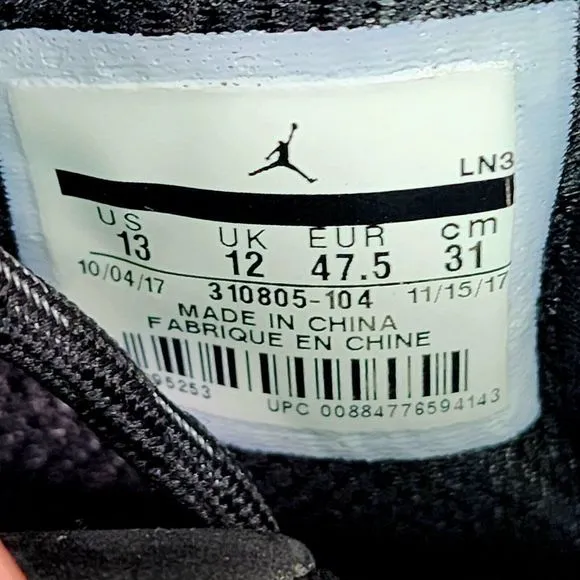 LN3
US UK EUR cm
13 12 47.5 31
10/04/17 310805-104 11/15/17
MADE IN CHINA
FABRIQUE EN CHINE
95253
UPC 00884776594143